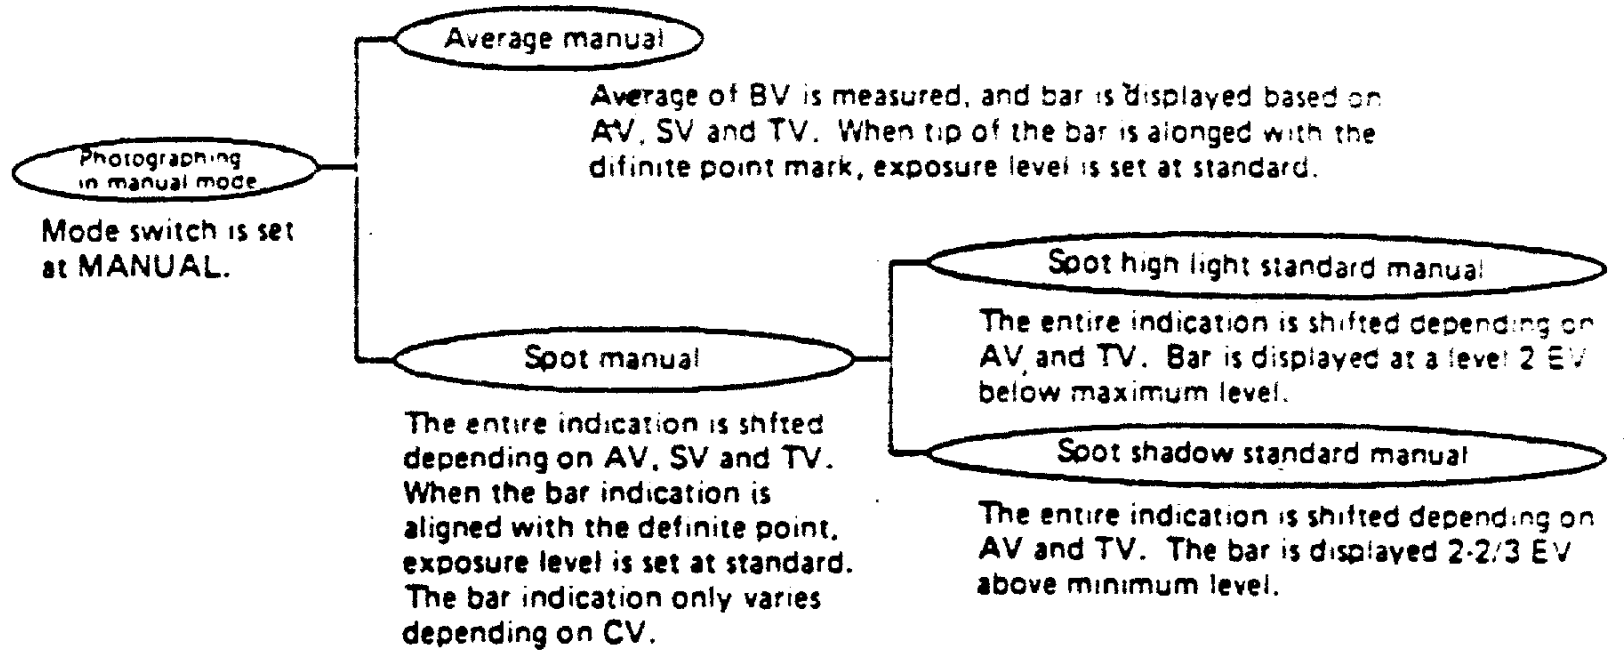 Average manual
Average of BV is measured, and bar is displayed based on
AV, SV and TV. When tip of the bar is alonged with the
difinite point mark, exposure level is set at standard.
Photographing
in manual mode
Mode switch is set
at MANUAL.
Spot manual
The entire indication is shfted
depending on AV, SV and TV.
When the bar indication is
aligned with the definite point,
exposure level is set at standard.
The bar indication only varies
depending on CV.
Spot high light standard manual
The entire indication is shifted depending on
AV and TV. Bar is displayed at a level 2 EV
below maximum level.
Spot shadow standard manual
The entire indication is shifted depending on
AV and TV. The bar is displayed 2-2/3 EV
above minimum level.